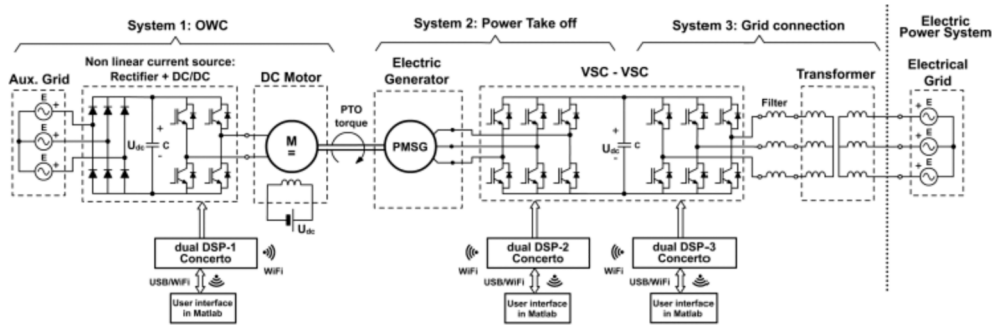 System 1: OWC
System 2: Power Take off
System 3: Grid connection
Electric
Power System
Aux. Grid
Non linear current source:
Rectifier + DC/DC
DC Motor
Electric
Generator
VSC - VSC
Transformer
Electrical
Grid
E
+
E
+
E
+
+
Udc
-
C
M
=
PTO
torque
PMSG
+
Udc
-
C
Filter
+
E
+
E
+
E
Udc
dual DSP-1
Concerto
WiFi
USB/WiFi
User interface
in Matlab
WiFi
dual DSP-2
Concerto
USB/WiFi
User interface
in Matlab
WiFi
dual DSP-3
Concerto
USB/WiFi
User interface
in Matlab